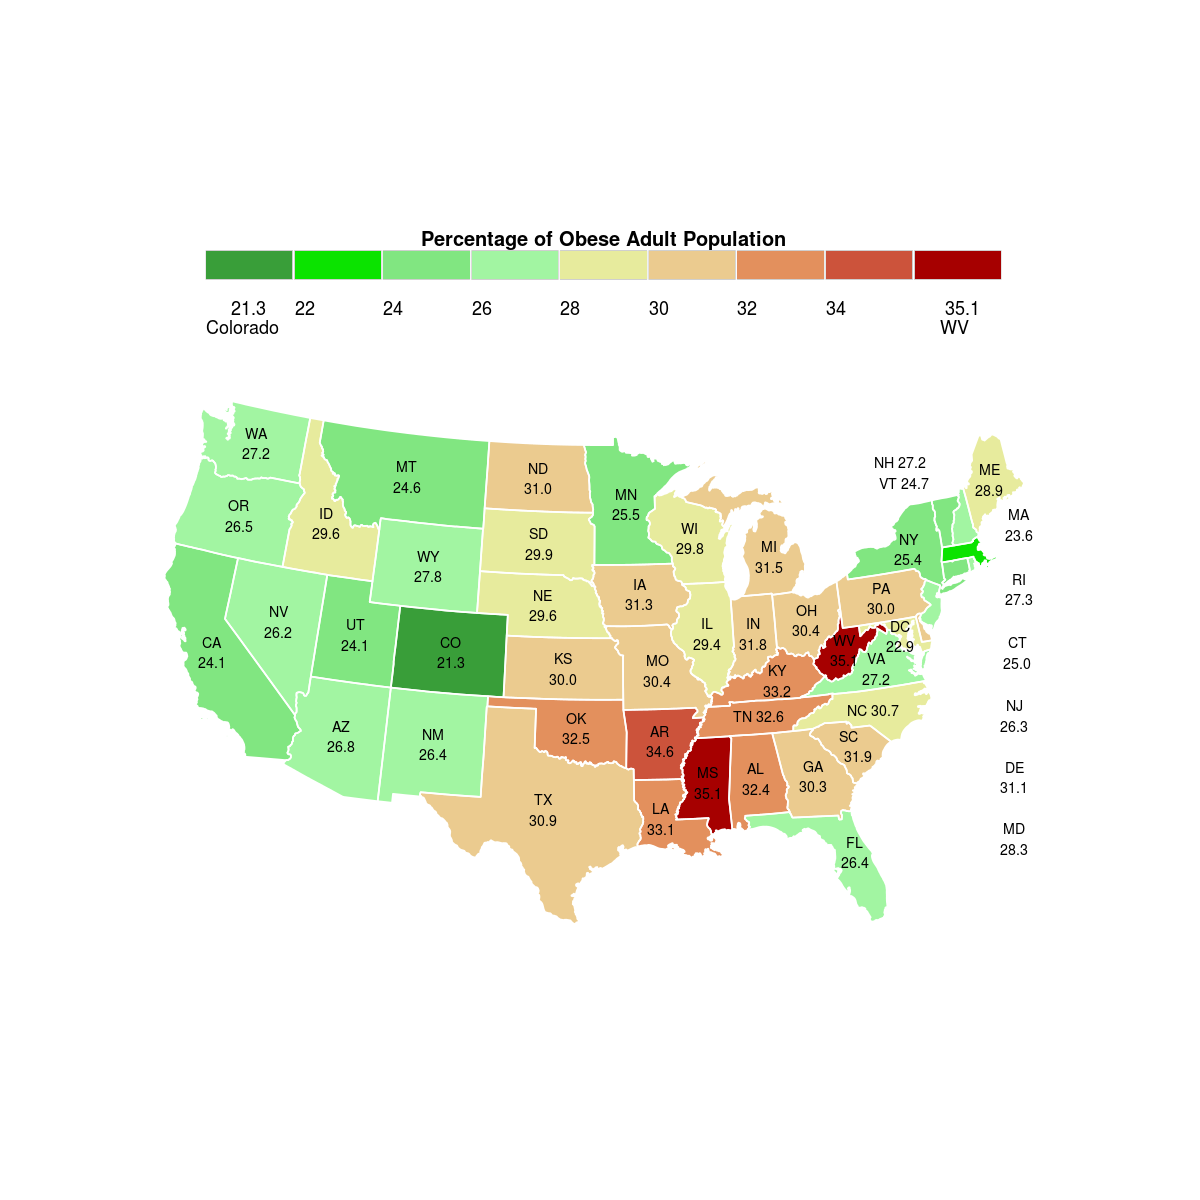 Percentage of Obese Adult Population
21.3 22 24 26 28 30 32 34 35.1
Colorado WV
WA
27.2
MT
24.6
ND
31.0
NH 27.2
VT 24.7
ME
28.9
OR
26.5
ID
29.6
MN
25.5
MA
23.6
WI
29.8
SD
29.9
NY
25.4
WY
27.8
MI
31.5
RI
27.3
NE
29.6
IA
31.3
PA
30.0
NV
26.2
UT
24.1
IL
29.4
IN
31.8
OH
30.4
DC
22.9
CA
24.1
CO
21.3
KS
30.0
MO
30.4
WV
35.1
CT
25.0
VA
27.2
KY
33.2
NJ
26.3
AZ
26.8
NM
26.4
OK
32.5
AR
34.6
TN 32.6
NC 30.7
SC
31.9
DE
31.1
TX
30.9
LA
33.1
MS
35.1
AL
32.4
GA
30.3
MD
28.3
FL
26.4